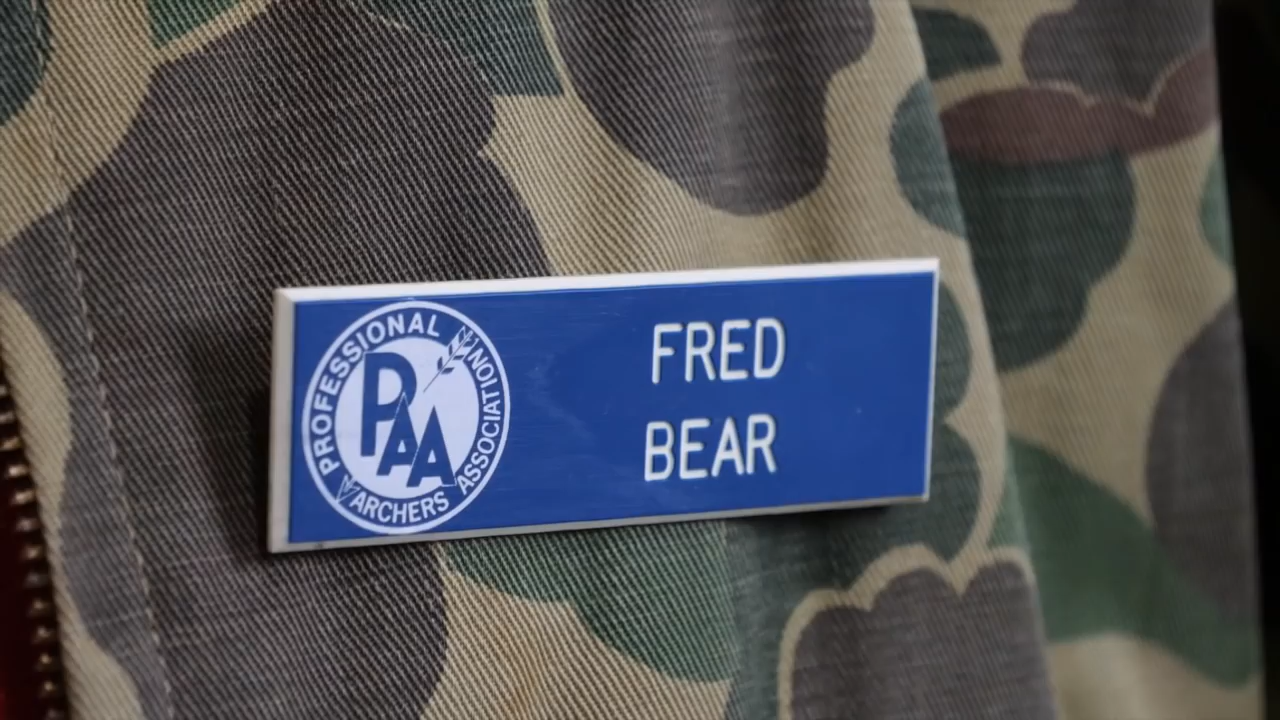 PROFESSIONAL
ARCHERS
ASSOCIATION
PAA
FRED
BEAR